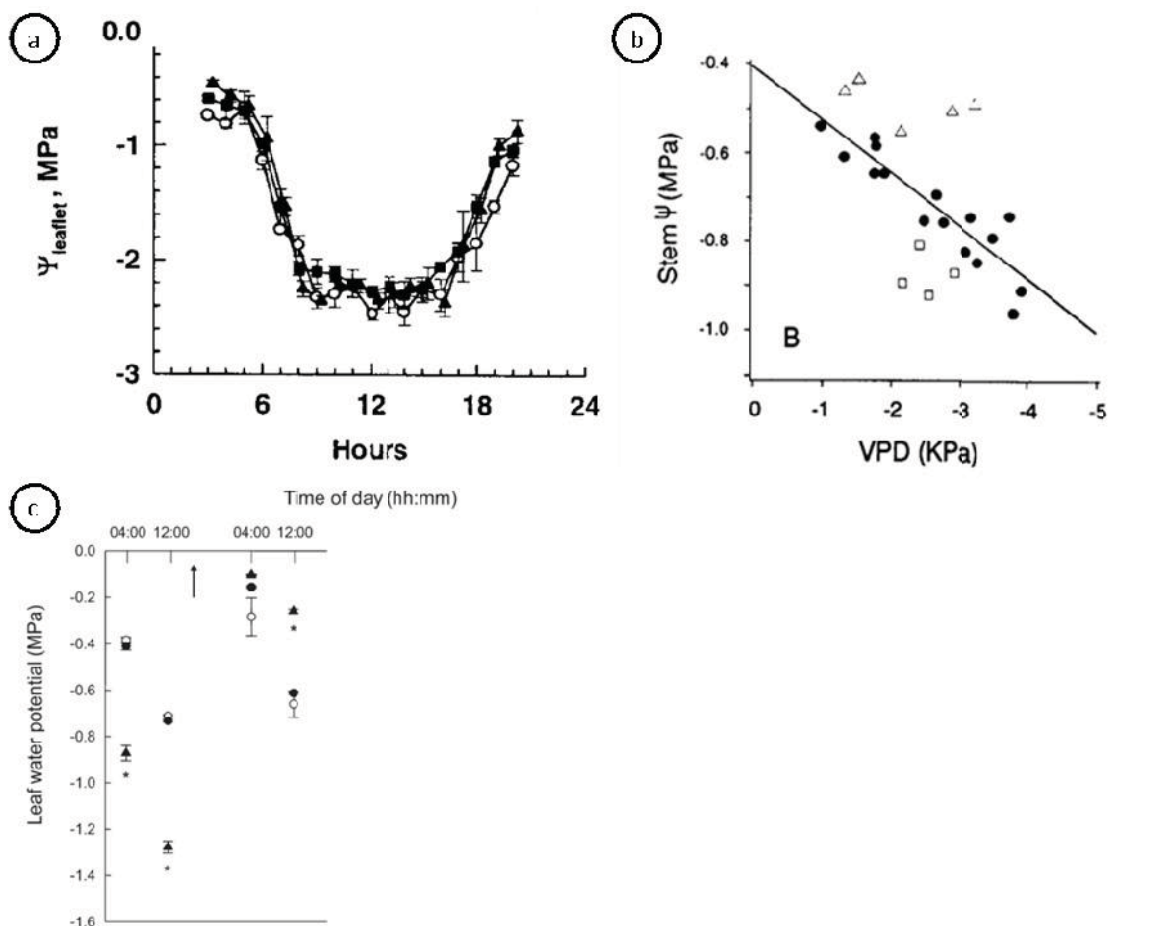 a
0.0
-1
-2
-3
Ψleaflet, MPa
0 6 12 18 24
Hours
b
-0.4
-0.6
-0.8
-1.0
Stem Ψ (MPa)
B
0 -1 -2 -3 -4 -5
VPD (KPa)
c
Time of day (hh:mm)
04:00 12:00 04:00 12:00
0.0
-0.2
-0.4
-0.6
-0.8
-1.0
-1.2
-1.4
-1.6
Leaf water potential (MPa)
*
*
*